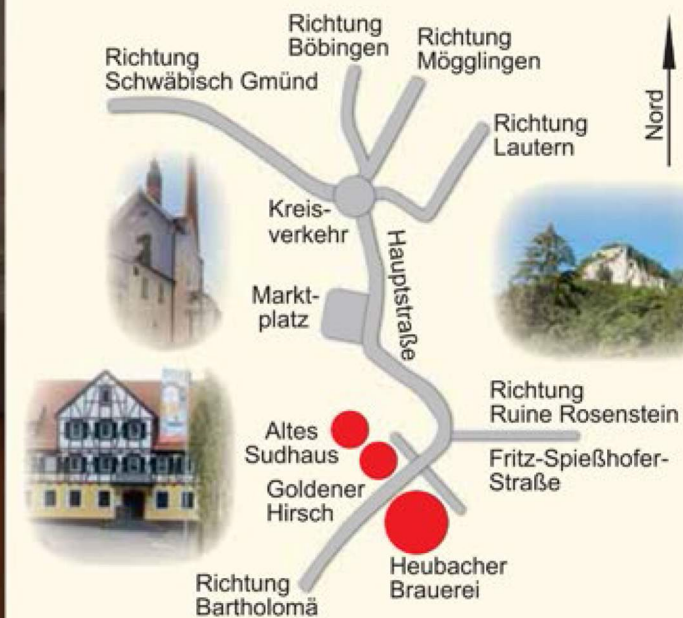 Richtung
Böbingen
Richtung
Mögglingen
Richtung
Schwäbisch Gmünd
Richtung
Lautern
Nord
Kreis-
verkehr
Hauptstraße
Markt-
platz
Richtung
Ruine Rosenstein
Altes
Sudhaus
Fritz-Spießhofer-
Straße
Goldener
Hirsch
Heubacher
Brauerei
Richtung
Bartholomä